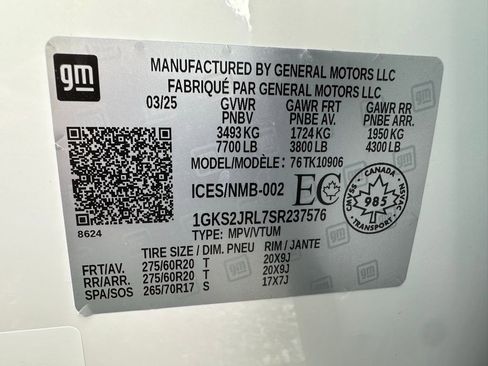 gm
MANUFACTURED BY GENERAL MOTORS LLC
FABRIQUÉ PAR GENERAL MOTORS LLC
03/25 GVWR GAWR FRT GAWR RR
PNBV PNBE AV. PNBE ARR.
3493 KG 1724 KG 1950 KG
7700 LB 3800 LB 4300 LB
MODEL/MODÈLE: 76TK10906
ICES/NMB-002 EC
CANADA
CMVSS NSVAC
985
TRANSPORT
1GKS2JRL7SR237576
8624
TYPE: MPV/VTUM
TIRE SIZE / DIM. PNEU RIM / JANTE
FRT/AV. 275/60R20 T 20X9J
RR/ARR. 275/60R20 T 20X9J
SPA/SOS 265/70R17 S 17X7J